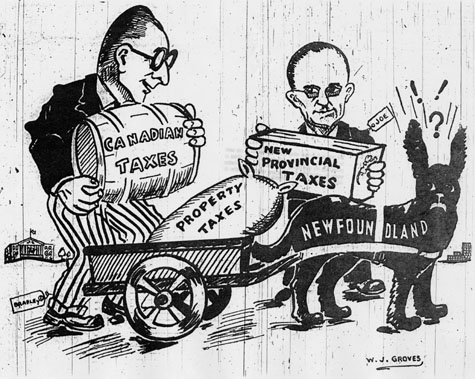 CANADIAN
TAXES
JOE
NEW
PROVINCIAL
TAXES
PROPERTY
TAXES
NEWFOUNDLAND
! ? !
BRADLEY
W. J. GROVES